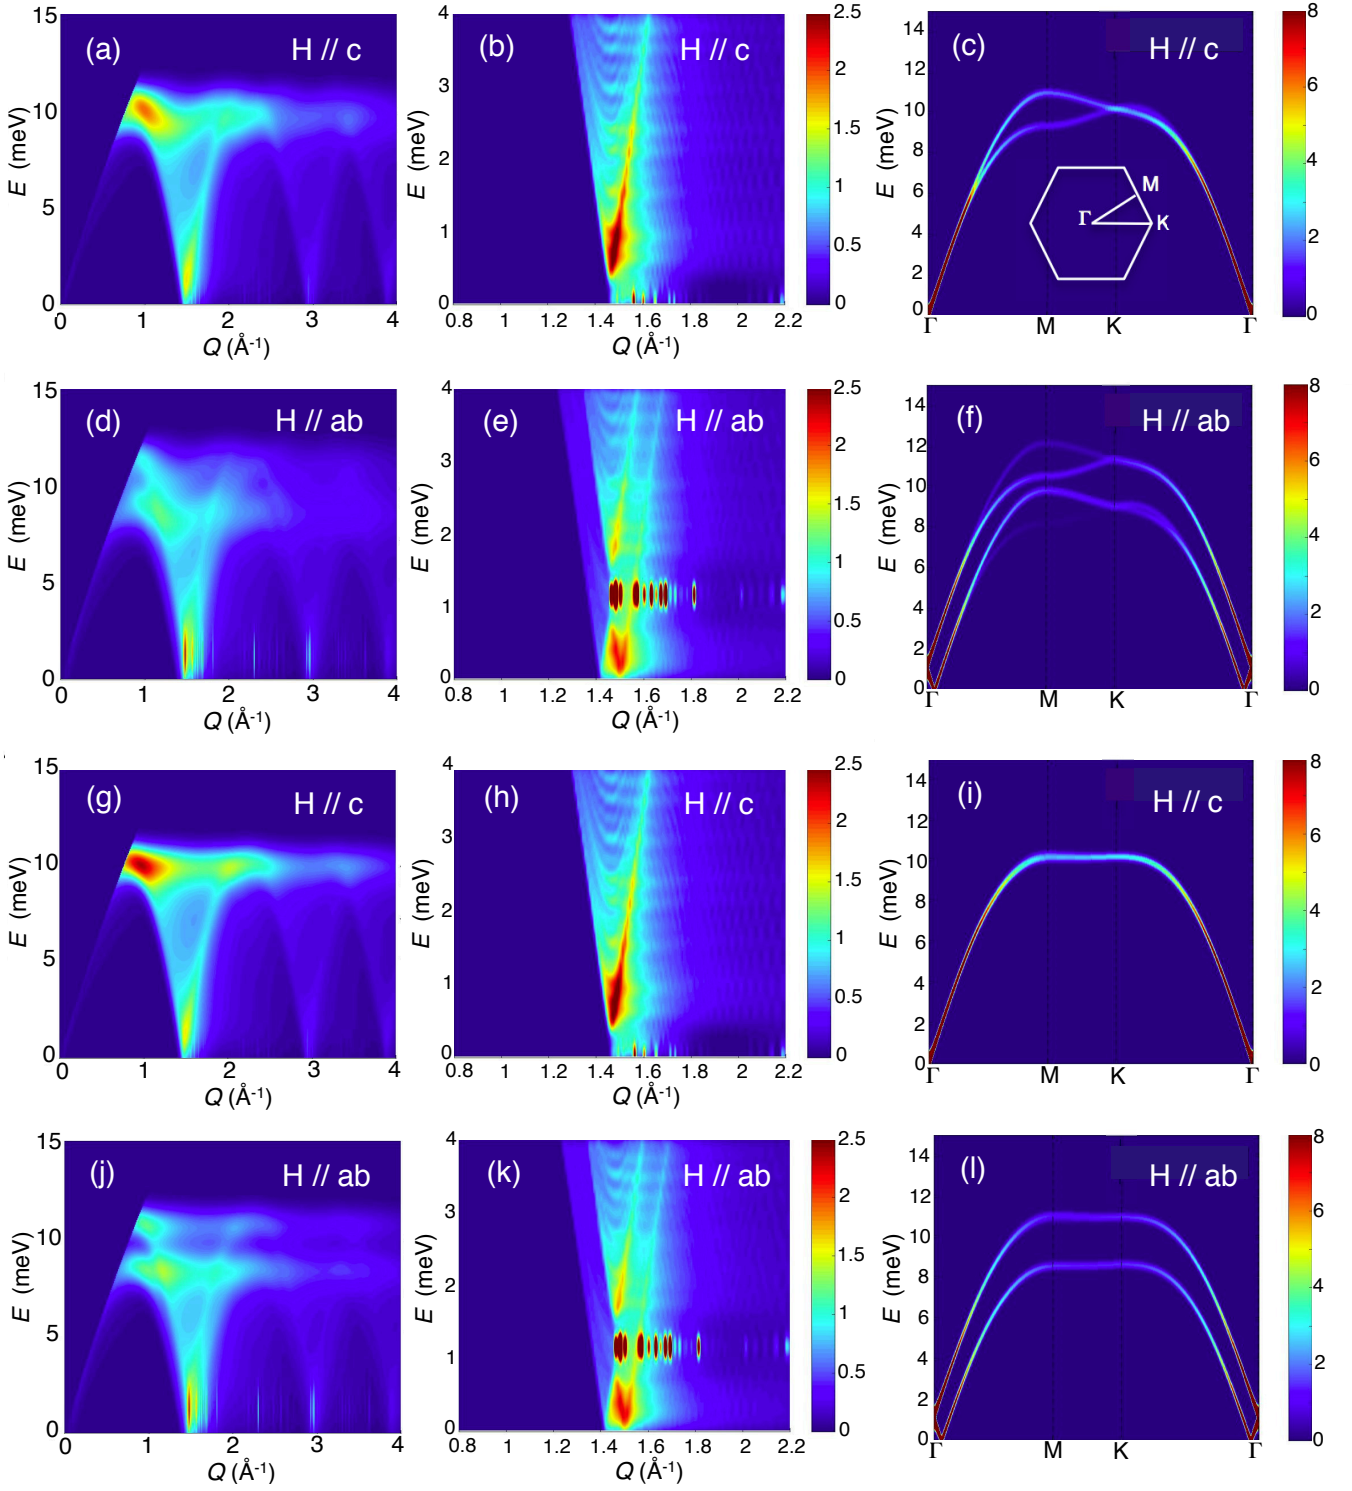 (a) H // c
15
10
5
0
E (meV)
0 1 2 3 4
Q (Å-1)
(b) H // c
4
3
2
1
0
E (meV)
0.8 1 1.2 1.4 1.6 1.8 2 2.2
Q (Å-1)
2.5
2
1.5
1
0.5
0
(c) H // c
14
12
10
8
6
4
2
0
E (meV)
Γ M K
Γ M K Γ
8
6
4
2
0
(d) H // ab
15
10
5
0
E (meV)
0 1 2 3 4
Q (Å-1)
(e) H // ab
4
3
2
1
0
E (meV)
0.8 1 1.2 1.4 1.6 1.8 2 2.2
Q (Å-1)
2.5
2
1.5
1
0.5
0
(f) H // ab
14
12
10
8
6
4
2
0
E (meV)
Γ M K Γ
8
6
4
2
0
(g) H // c
15
10
5
0
E (meV)
0 1 2 3 4
Q (Å-1)
(h) H // c
4
3
2
1
0
E (meV)
0.8 1 1.2 1.4 1.6 1.8 2 2.2
Q (Å-1)
2.5
2
1.5
1
0.5
0
(i) H // c
14
12
10
8
6
4
2
0
E (meV)
Γ M K Γ
8
6
4
2
0
(j) H // ab
15
10
5
0
E (meV)
0 1 2 3 4
Q (Å-1)
(k) H // ab
4
3
2
1
0
E (meV)
0.8 1 1.2 1.4 1.6 1.8 2 2.2
Q (Å-1)
2.5
2
1.5
1
0.5
0
(l) H // ab
14
12
10
8
6
4
2
0
E (meV)
Γ M K Γ
8
6
4
2
0